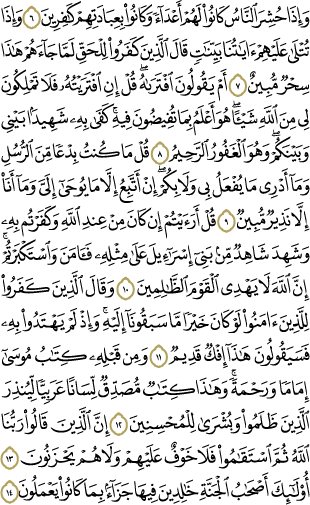 وَإِذَا حُشِرَ ٱلنَّاسُ كَانُوا۟ لَهُمْ أَعْدَآءً وَكَانُوا۟ بِعِبَادَتِهِمْ كَٰفِرِينَ ۝٦ وَإِذَا
تُتْلَىٰ عَلَيْهِمْ ءَايَٰتُنَا بَيِّنَٰتٍ قَالَ ٱلَّذِينَ كَفَرُوا۟ لِلْحَقِّ لَمَّا جَآءَهُمْ هَٰذَا
سِحْرٌ مُّبِينٌ ۝٧ أَمْ يَقُولُونَ ٱفْتَرَىٰهُ ۖ قُلْ إِنِ ٱفْتَرَيْتُهُۥ فَلَا تَمْلِكُونَ
لِى مِنَ ٱللَّهِ شَيْـًٔا ۖ هُوَ أَعْلَمُ بِمَا تُفِيضُونَ فِيهِ ۖ كَفَىٰ بِهِۦ شَهِيدًۢا بَيْنِى
وَبَيْنَكُمْ ۖ وَهُوَ ٱلْغَفُورُ ٱلرَّحِيمُ ۝٨ قُلْ مَا كُنتُ بِدْعًا مِّنَ ٱلرُّسُلِ
وَمَآ أَدْرِى مَا يُفْعَلُ بِى وَلَا بِكُمْ ۖ إِنْ أَتَّبِعُ إِلَّا مَا يُوحَىٰٓ إِلَىَّ وَمَآ أَنَا۠
إِلَّا نَذِيرٌ مُّبِينٌ ۝٩ قُلْ أَرَءَيْتُمْ إِن كَانَ مِنْ عِندِ ٱللَّهِ وَكَفَرْتُم بِهِۦ
وَشَهِدَ شَاهِدٌ مِّنۢ بَنِىٓ إِسْرَٰٓءِيلَ عَلَىٰ مِثْلِهِۦ فَـَٔامَنَ وَٱسْتَكْبَرْتُمْ ۖ
إِنَّ ٱللَّهَ لَا يَهْدِى ٱلْقَوْمَ ٱلظَّٰلِمِينَ ۝١٠ وَقَالَ ٱلَّذِينَ كَفَرُوا۟
لِلَّذِينَ ءَامَنُوا۟ لَوْ كَانَ خَيْرًا مَّا سَبَقُونَآ إِلَيْهِ ۚ وَإِذْ لَمْ يَهْتَدُوا۟ بِهِۦ
فَسَيَقُولُونَ هَٰذَآ إِفْكٌ قَدِيمٌ ۝١١ وَمِن قَبْلِهِۦ كِتَٰبُ مُوسَىٰٓ
إِمَامًا وَرَحْمَةً ۚ وَهَٰذَا كِتَٰبٌ مُّصَدِّقٌ لِّسَانًا عَرَبِيًّا لِّيُنذِرَ
ٱلَّذِينَ ظَلَمُوا۟ وَبُشْرَىٰ لِلْمُحْسِنِينَ ۝١٢ إِنَّ ٱلَّذِينَ قَالُوا۟ رَبُّنَا
ٱللَّهُ ثُمَّ ٱسْتَقَٰمُوا۟ فَلَا خَوْفٌ عَلَيْهِمْ وَلَا هُمْ يَحْزَنُونَ ۝١٣
أُو۟لَٰٓئِكَ أَصْحَٰبُ ٱلْجَنَّةِ خَٰلِدِينَ فِيهَا جَزَآءًۢ بِمَا كَانُوا۟ يَعْمَلُونَ ۝١٤